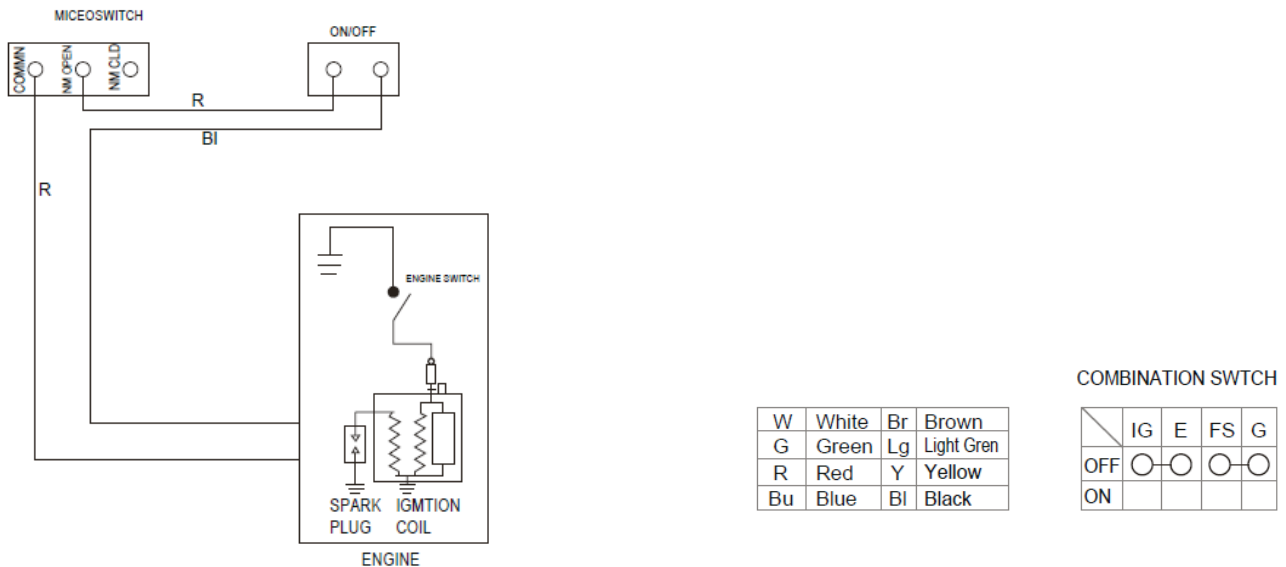 MICEOSWITCH
ON/OFF
COMMN
NM OPEN
NM CLD
R
Bl
R
ENGINE SWITCH
SPARK PLUG
IGMTION COIL
ENGINE
W White Br Brown
G Green Lg Light Gren
R Red Y Yellow
Bu Blue Bl Black
COMBINATION SWTCH
IG E FS G
OFF
ON